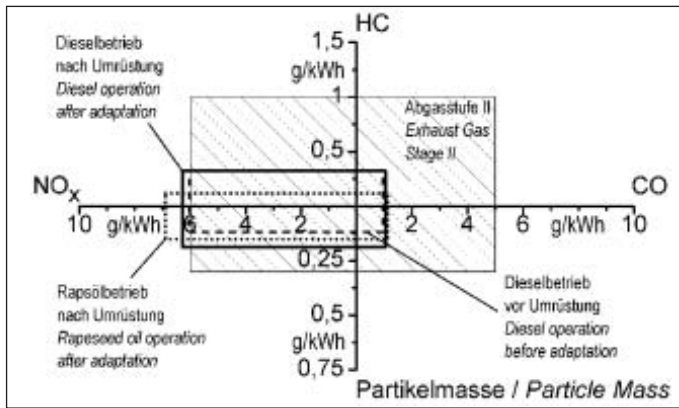 HC
Dieselbetrieb
nach Umrüstung
Diesel operation
after adaptation
1,5
g/kWh
1
Abgasstufe II
Exhaust Gas
Stage II
0,5
NOx
CO
10 g/kWh 6 4 2 2 4 6 g/kWh 10
0,25
Rapsölbetrieb
nach Umrüstung
Rapeseed oil operation
after adaptation
Dieselbetrieb
vor Umrüstung
Diesel operation
before adaptation
0,5
g/kWh
0,75
Partikelmasse / Particle Mass